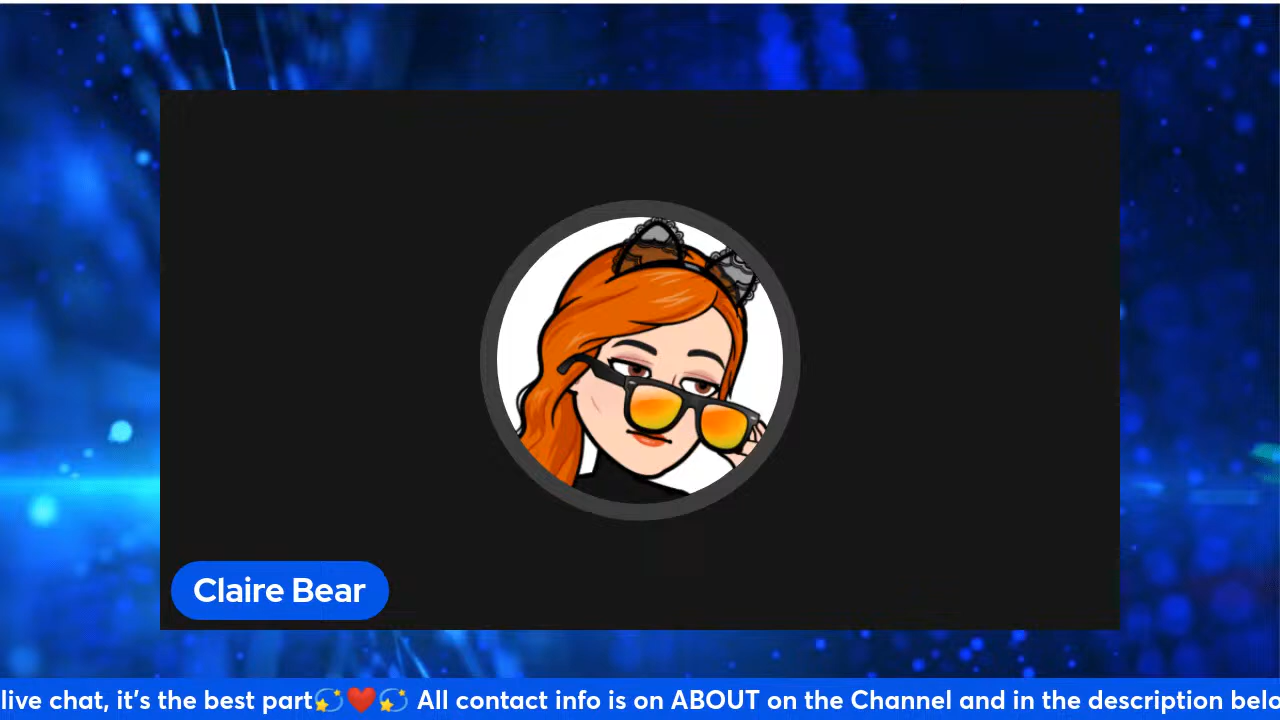 Claire Bear
live chat, it's the best part💫❤️💫 All contact info is on ABOUT on the Channel and in the description